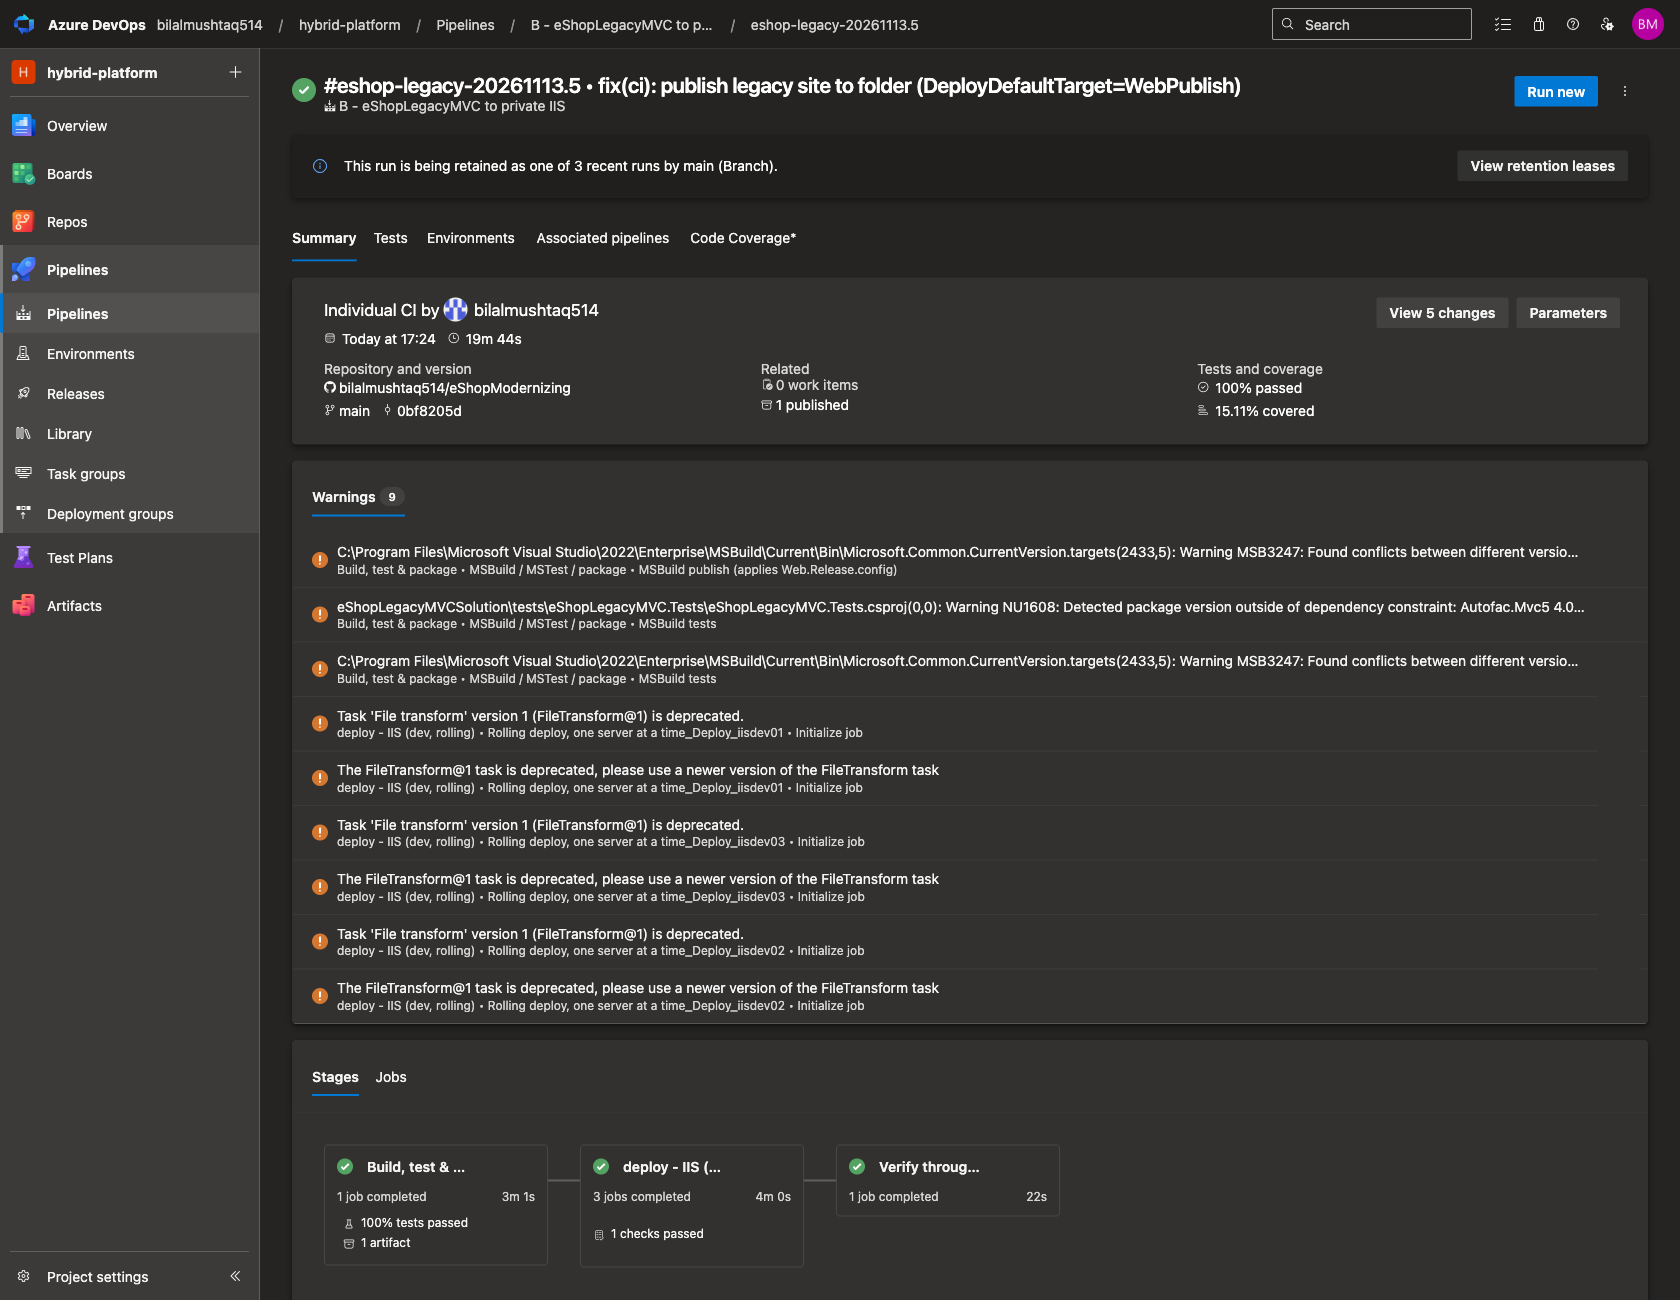 Azure DevOps bilalmushtaq514 / hybrid-platform / Pipelines / B - eShopLegacyMVC to p... / eshop-legacy-20261113.5
Search
BM
H hybrid-platform
Overview
Boards
Repos
Pipelines
Pipelines
Environments
Releases
Library
Task groups
Deployment groups
Test Plans
Artifacts
Project settings
#eshop-legacy-20261113.5 • fix(ci): publish legacy site to folder (DeployDefaultTarget=WebPublish)
B - eShopLegacyMVC to private IIS
Run new
This run is being retained as one of 3 recent runs by main (Branch).
View retention leases
Summary Tests Environments Associated pipelines Code Coverage*
Individual CI by bilalmushtaq514
View 5 changes Parameters
Today at 17:24 19m 44s
Repository and version
bilalmushtaq514/eShopModernizing
main 0bf8205d
Related
0 work items
1 published
Tests and coverage
100% passed
15.11% covered
Warnings 9
C:\Program Files\Microsoft Visual Studio\2022\Enterprise\MSBuild\Current\Bin\Microsoft.Common.CurrentVersion.targets(2433,5): Warning MSB3247: Found conflicts between different versio...
Build, test & package • MSBuild / MSTest / package • MSBuild publish (applies Web.Release.config)
eShopLegacyMVCSolution\tests\eShopLegacyMVC.Tests\eShopLegacyMVC.Tests.csproj(0,0): Warning NU1608: Detected package version outside of dependency constraint: Autofac.Mvc5 4.0...
Build, test & package • MSBuild / MSTest / package • MSBuild tests
C:\Program Files\Microsoft Visual Studio\2022\Enterprise\MSBuild\Current\Bin\Microsoft.Common.CurrentVersion.targets(2433,5): Warning MSB3247: Found conflicts between different versio...
Build, test & package • MSBuild / MSTest / package • MSBuild tests
Task 'File transform' version 1 (FileTransform@1) is deprecated.
deploy - IIS (dev, rolling) • Rolling deploy, one server at a time_Deploy_iisdev01 • Initialize job
The FileTransform@1 task is deprecated, please use a newer version of the FileTransform task
deploy - IIS (dev, rolling) • Rolling deploy, one server at a time_Deploy_iisdev01 • Initialize job
Task 'File transform' version 1 (FileTransform@1) is deprecated.
deploy - IIS (dev, rolling) • Rolling deploy, one server at a time_Deploy_iisdev03 • Initialize job
The FileTransform@1 task is deprecated, please use a newer version of the FileTransform task
deploy - IIS (dev, rolling) • Rolling deploy, one server at a time_Deploy_iisdev03 • Initialize job
Task 'File transform' version 1 (FileTransform@1) is deprecated.
deploy - IIS (dev, rolling) • Rolling deploy, one server at a time_Deploy_iisdev02 • Initialize job
The FileTransform@1 task is deprecated, please use a newer version of the FileTransform task
deploy - IIS (dev, rolling) • Rolling deploy, one server at a time_Deploy_iisdev02 • Initialize job
Stages Jobs
Build, test & ...
1 job completed 3m 1s
100% tests passed
1 artifact
deploy - IIS (...
3 jobs completed 4m 0s
1 checks passed
Verify throug...
1 job completed 22s